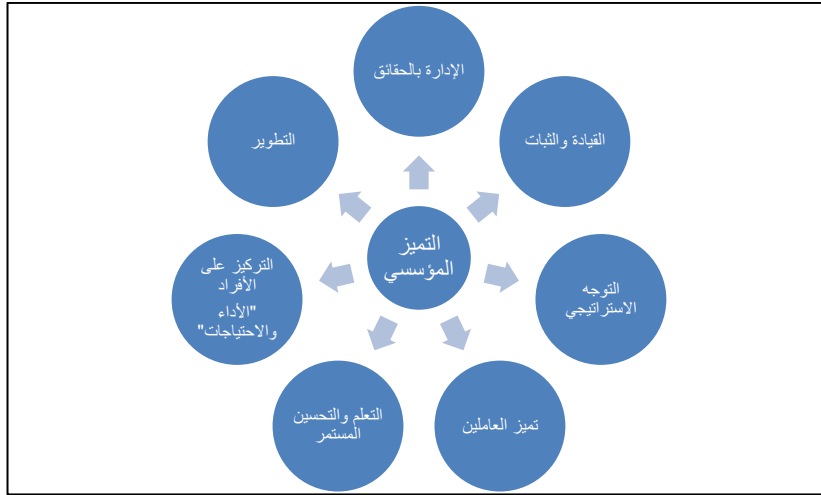 الإدارة بالحقائق
القيادة والثبات
التوجه
الاستراتيجي
تميز العاملين
التعلم والتحسين
المستمر
التركيز على
الأفراد
"الأداء
والاحتياجات"
التطوير
التميز
المؤسسي